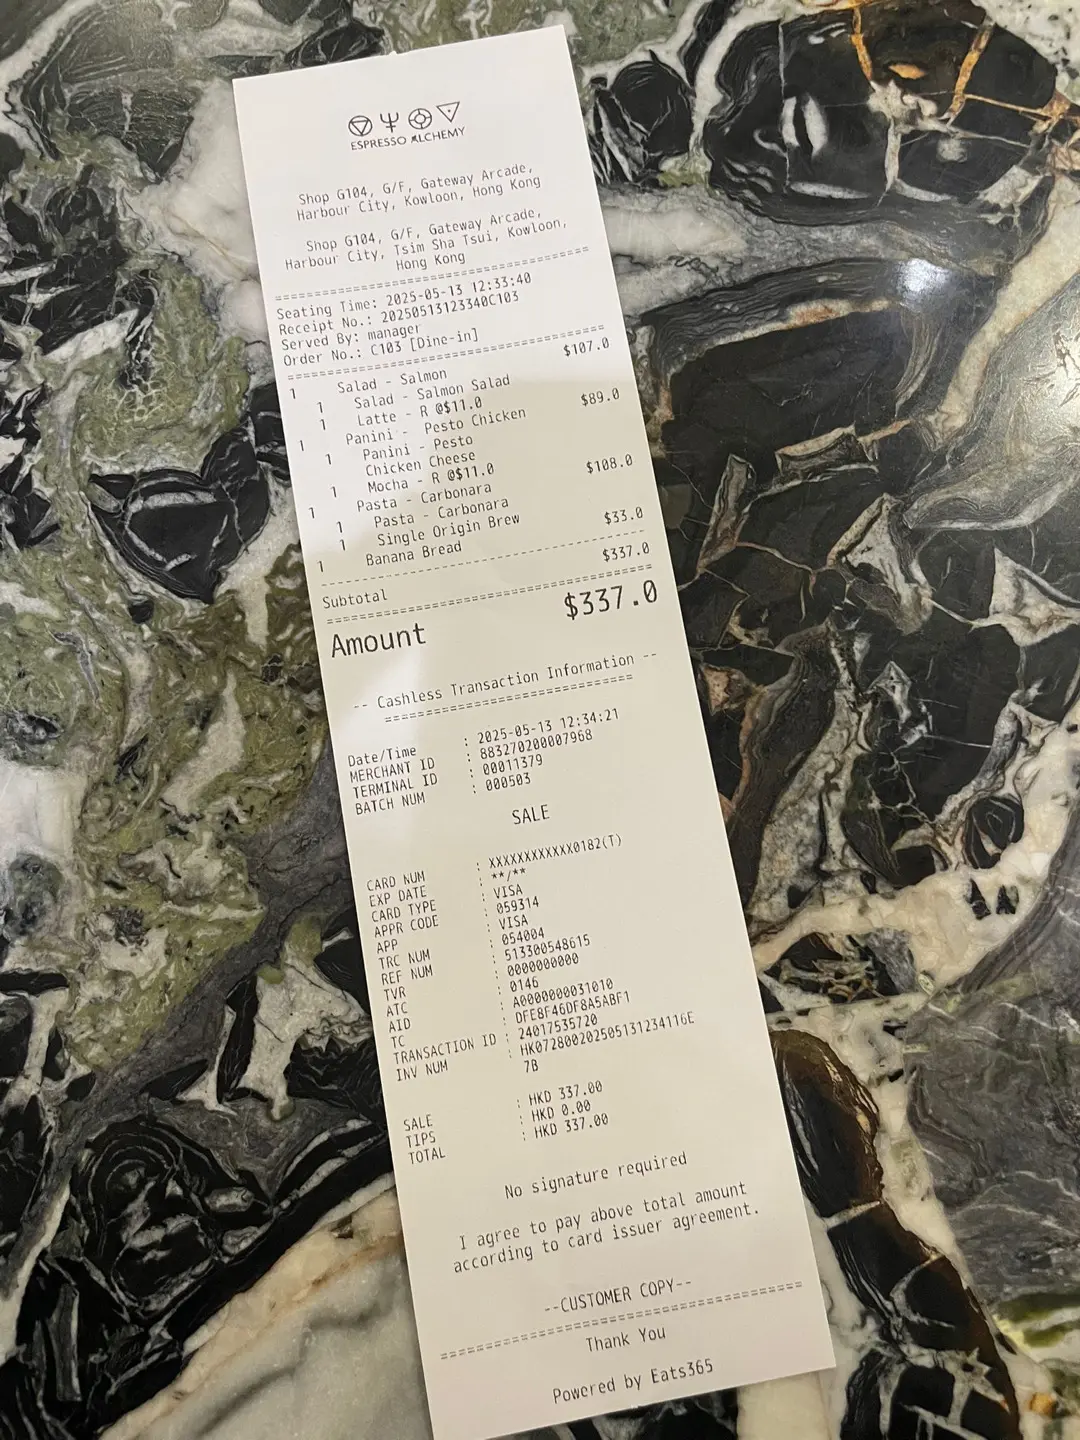 ESPRESSO ALCHEMY
Shop G104, G/F, Gateway Arcade,
Harbour City, Kowloon, Hong Kong
Shop G104, G/F, Gateway Arcade,
Harbour City, Tsim Sha Tsui, Kowloon,
Hong Kong
Seating Time: 2025-05-13 12:33:40
Receipt No.: 20250513123340C103
Served By: manager
Order No.: C103 [Dine-in]
1 Salad - Salmon $107.0
1 Salad - Salmon Salad
1 Latte - R @$11.0
1 Panini - Pesto Chicken $89.0
1 Panini - Pesto
Chicken Cheese
1 Mocha - R @$11.0
1 Pasta - Carbonara $108.0
1 Pasta - Carbonara
1 Single Origin Brew
1 Banana Bread $33.0
Subtotal $337.0
Amount $337.0
-- Cashless Transaction Information --
Date/Time : 2025-05-13 12:34:21
MERCHANT ID : 883270200007968
TERMINAL ID : 00011379
BATCH NUM : 000503
SALE
CARD NUM : XXXXXXXXXXXX0182(T)
EXP DATE : **/**
CARD TYPE : VISA
APPR CODE : 059314
APP : VISA
TRC NUM : 054004
REF NUM : 513300548615
TVR : 0000000000
ATC : 0146
AID : A0000000031010
TC : DFE8F46DF8A5ABF1
TRANSACTION ID : 24017535720
INV NUM : HK072800202505131234116E
7B
SALE : HKD 337.00
TIPS : HKD 0.00
TOTAL : HKD 337.00
No signature required
I agree to pay above total amount
according to card issuer agreement.
--CUSTOMER COPY--
Thank You
Powered by Eats365